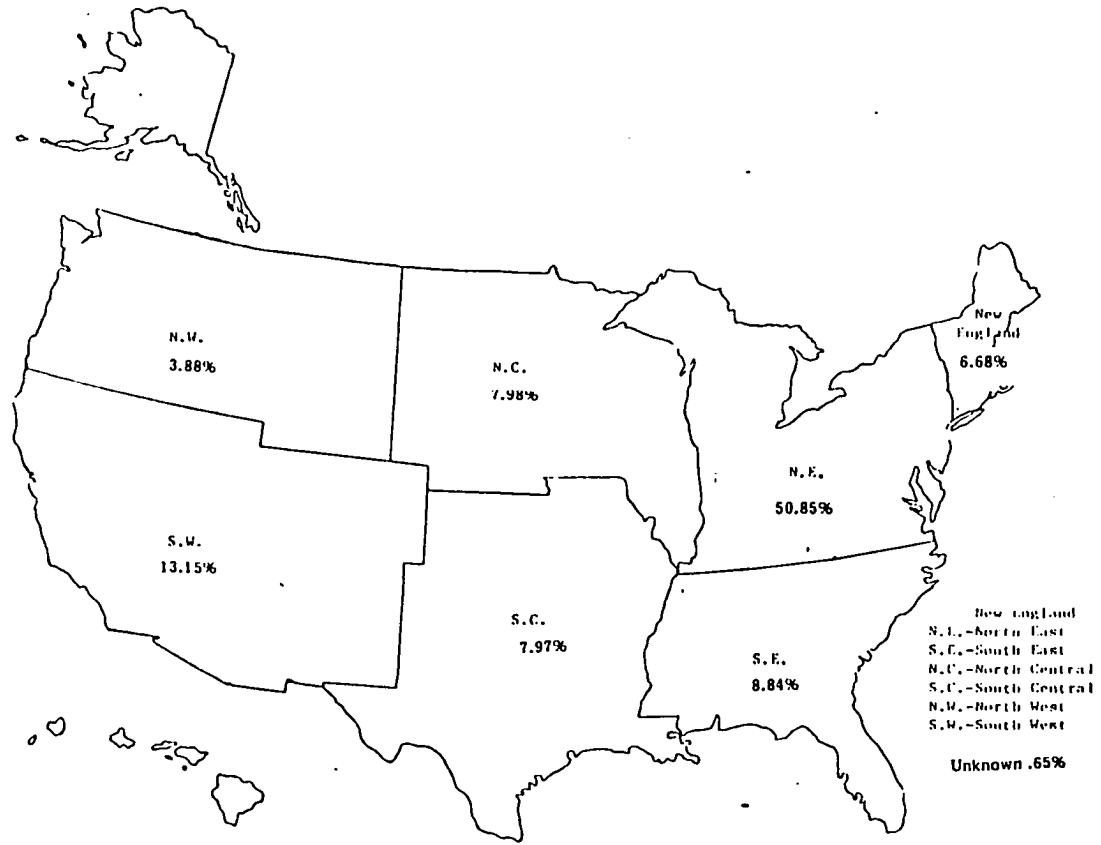 New
England
6.68%
N.W.
3.88%
N.C.
7.98%
N.E.
50.85%
S.W.
13.15%
S.C.
7.97%
S.E.
8.84%
New England
N.E.-North East
S.E.-South East
N.C.-North Central
S.C.-South Central
N.W.-North West
S.W.-South West
Unknown .65%